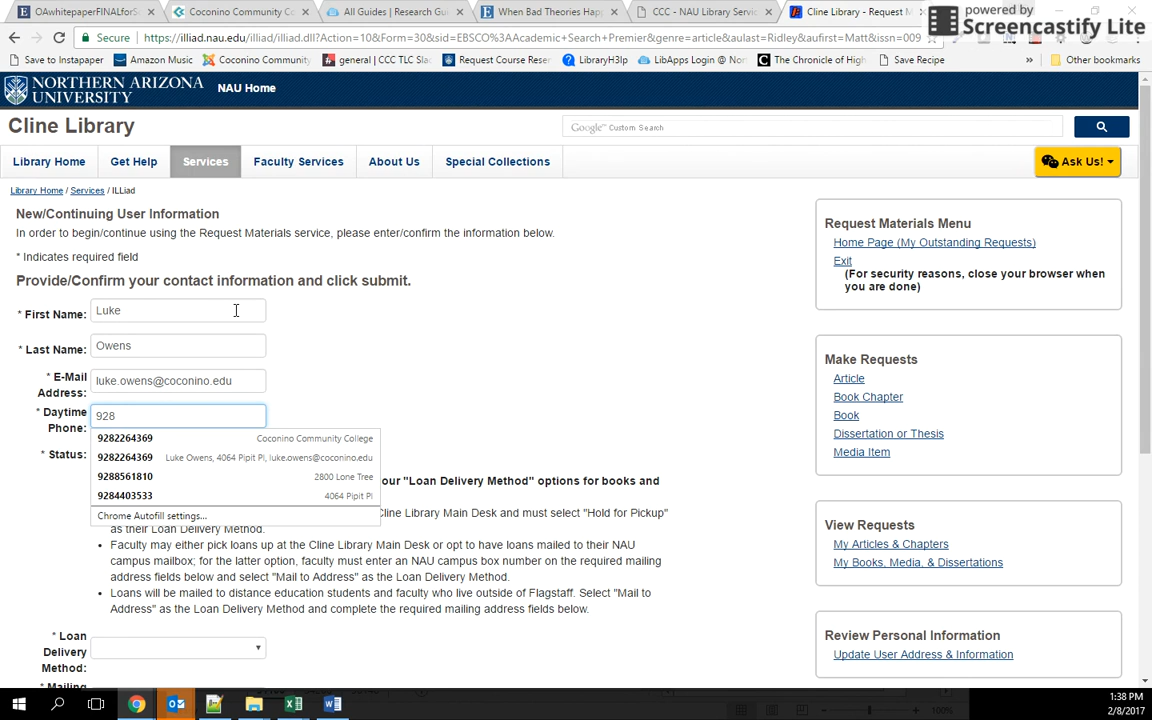 OAwhitepaperFINALforS
Coconino Community C
All Guides | Research Gu
When Bad Theories Hap
CCC - NAU Library Servic
Cline Library - Request M
powered by
Screencastify Lite
Secure
https://illiad.nau.edu/illiad/illiad.dll?Action=10&Form=30&sid=EBSCO%3AAcademic+Search+Premier&genre=article&aulast=Ridley&aufirst=Matt&issn=009
Save to Instapaper
Amazon Music
Coconino Community
general | CCC TLC Slac
Request Course Reser
LibraryH3lp
LibApps Login @ Nor
The Chronicle of High
Save Recipe
»
Other bookmarks
NORTHERN ARIZONA
UNIVERSITY
NAU Home
Cline Library
Google™ Custom Search
Library Home
Get Help
Services
Faculty Services
About Us
Special Collections
Ask Us!
Library Home / Services / ILLiad
New/Continuing User Information
In order to begin/continue using the Request Materials service, please enter/confirm the information below.
* Indicates required field
Provide/Confirm your contact information and click submit.
* First Name:
Luke
* Last Name:
Owens
* E-Mail
Address:
luke.owens@coconino.edu
* Daytime
Phone:
928
9282264369 Coconino Community College
9282264369 Luke Owens, 4064 Pipit Pl, luke.owens@coconino.edu
9288561810 2800 Lone Tree
9284403533 4064 Pipit Pl
Chrome Autofill settings...
* Status:
our "Loan Delivery Method" options for books and
Cline Library Main Desk and must select "Hold for Pickup"
as their Loan Delivery Method.
• Faculty may either pick loans up at the Cline Library Main Desk or opt to have loans mailed to their NAU
campus mailbox; for the latter option, faculty must enter an NAU campus box number on the required mailing
address fields below and select "Mail to Address" as the Loan Delivery Method.
• Loans will be mailed to distance education students and faculty who live outside of Flagstaff. Select "Mail to
Address" as the Loan Delivery Method and complete the required mailing address fields below.
* Loan
Delivery
Method:
* Mailing
Request Materials Menu
Home Page (My Outstanding Requests)
Exit
(For security reasons, close your browser when
you are done)
Make Requests
Article
Book Chapter
Book
Dissertation or Thesis
Media Item
View Requests
My Articles & Chapters
My Books, Media, & Dissertations
Review Personal Information
Update User Address & Information
100%
1:38 PM
2/8/2017